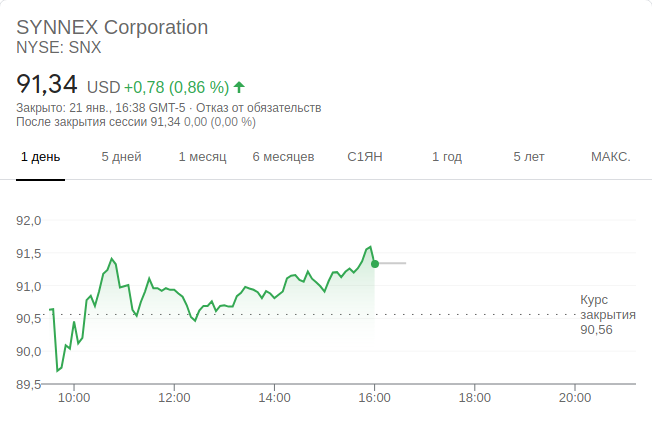 SYNNEX Corporation
NYSE: SNX
91,34 USD +0,78 (0,86 %)
Закрыто: 21 янв., 16:38 GMT-5 · Отказ от обязательств
После закрытия сессии 91,34 0,00 (0,00 %)
1 день 5 дней 1 месяц 6 месяцев С1ЯН 1 год 5 лет МАКС.
92,0
91,5
91,0
90,5
90,0
89,5
Курс
закрытия
90,56
10:00 12:00 14:00 16:00 18:00 20:00